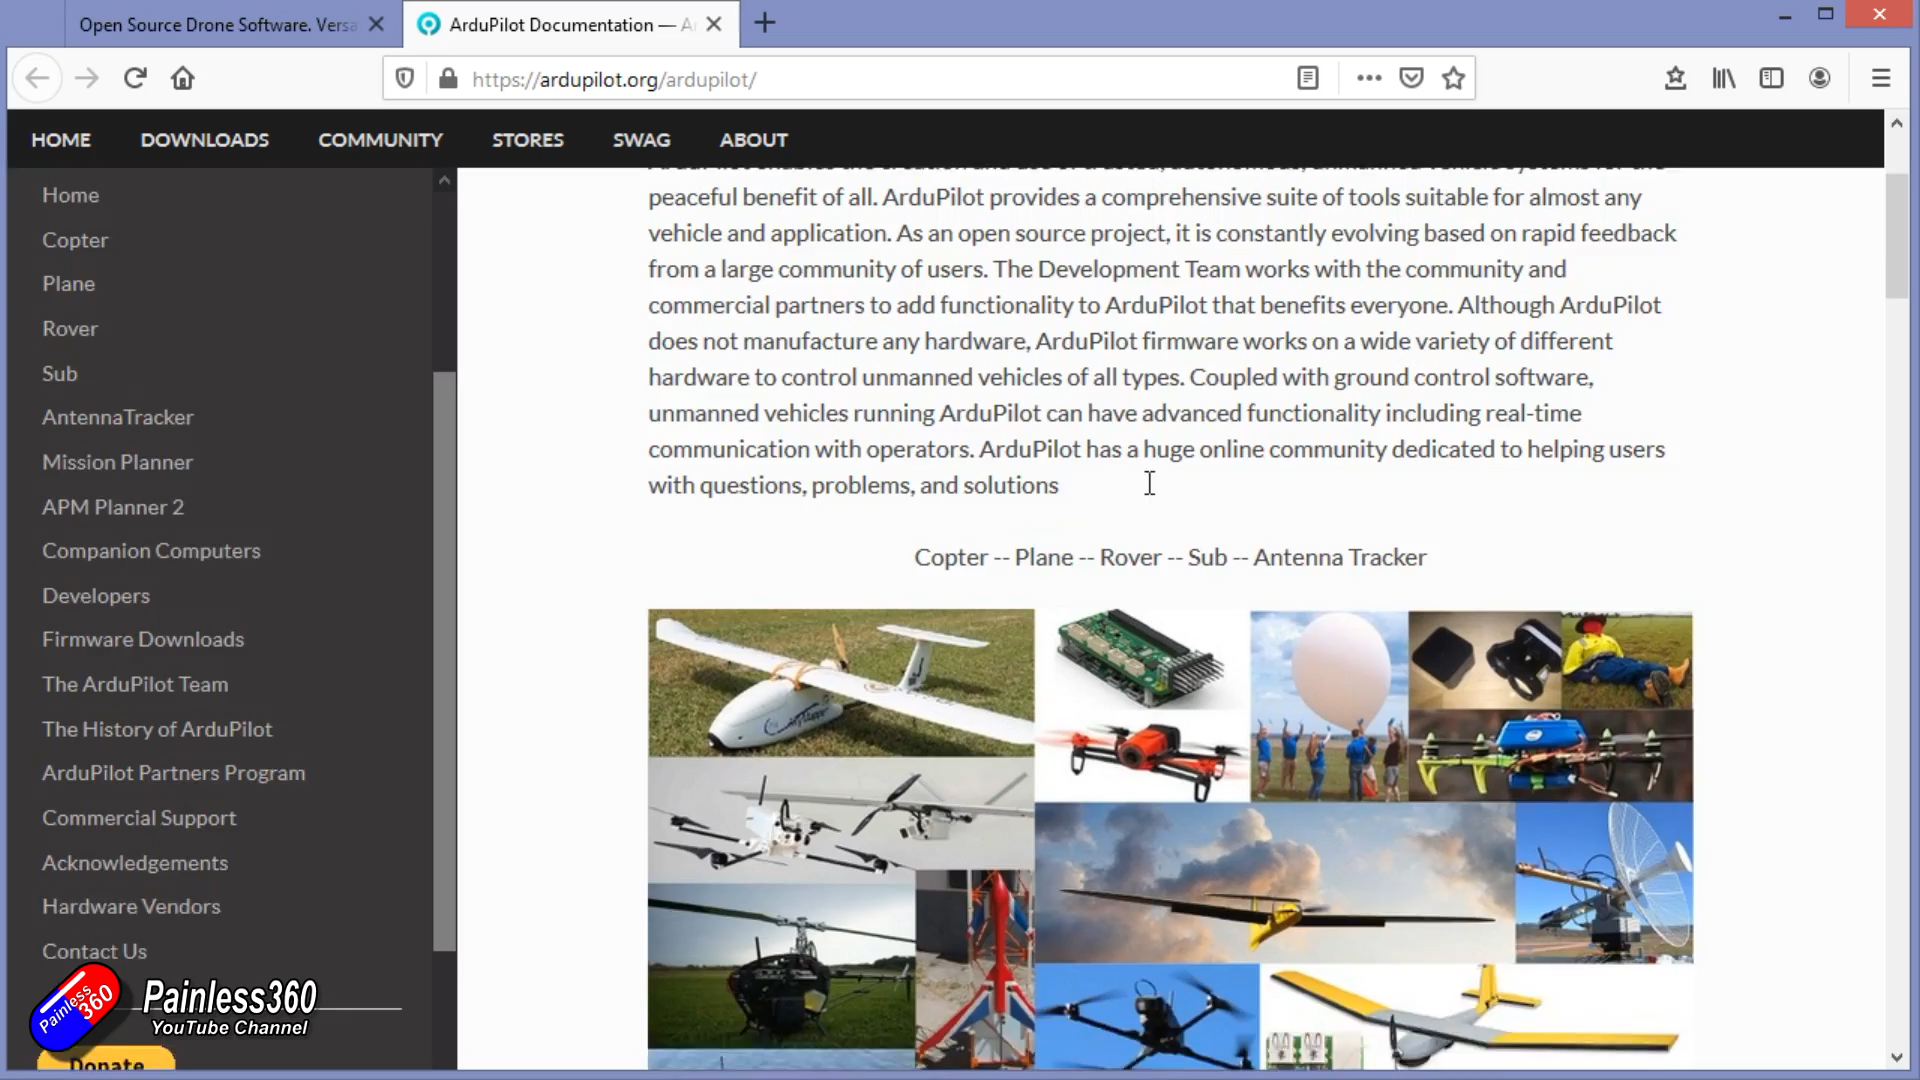 Open Source Drone Software. Versa
ArduPilot Documentation — A
https://ardupilot.org/ardupilot/
HOME DOWNLOADS COMMUNITY STORES SWAG ABOUT
Home
Copter
Plane
Rover
Sub
AntennaTracker
Mission Planner
APM Planner 2
Companion Computers
Developers
Firmware Downloads
The ArduPilot Team
The History of ArduPilot
ArduPilot Partners Program
Commercial Support
Acknowledgements
Hardware Vendors
Contact Us
Donate
peaceful benefit of all. ArduPilot provides a comprehensive suite of tools suitable for almost any
vehicle and application. As an open source project, it is constantly evolving based on rapid feedback
from a large community of users. The Development Team works with the community and
commercial partners to add functionality to ArduPilot that benefits everyone. Although ArduPilot
does not manufacture any hardware, ArduPilot firmware works on a wide variety of different
hardware to control unmanned vehicles of all types. Coupled with ground control software,
unmanned vehicles running ArduPilot can have advanced functionality including real-time
communication with operators. ArduPilot has a huge online community dedicated to helping users
with questions, problems, and solutions
Copter -- Plane -- Rover -- Sub -- Antenna Tracker
Painless360
Painless360
YouTube Channel